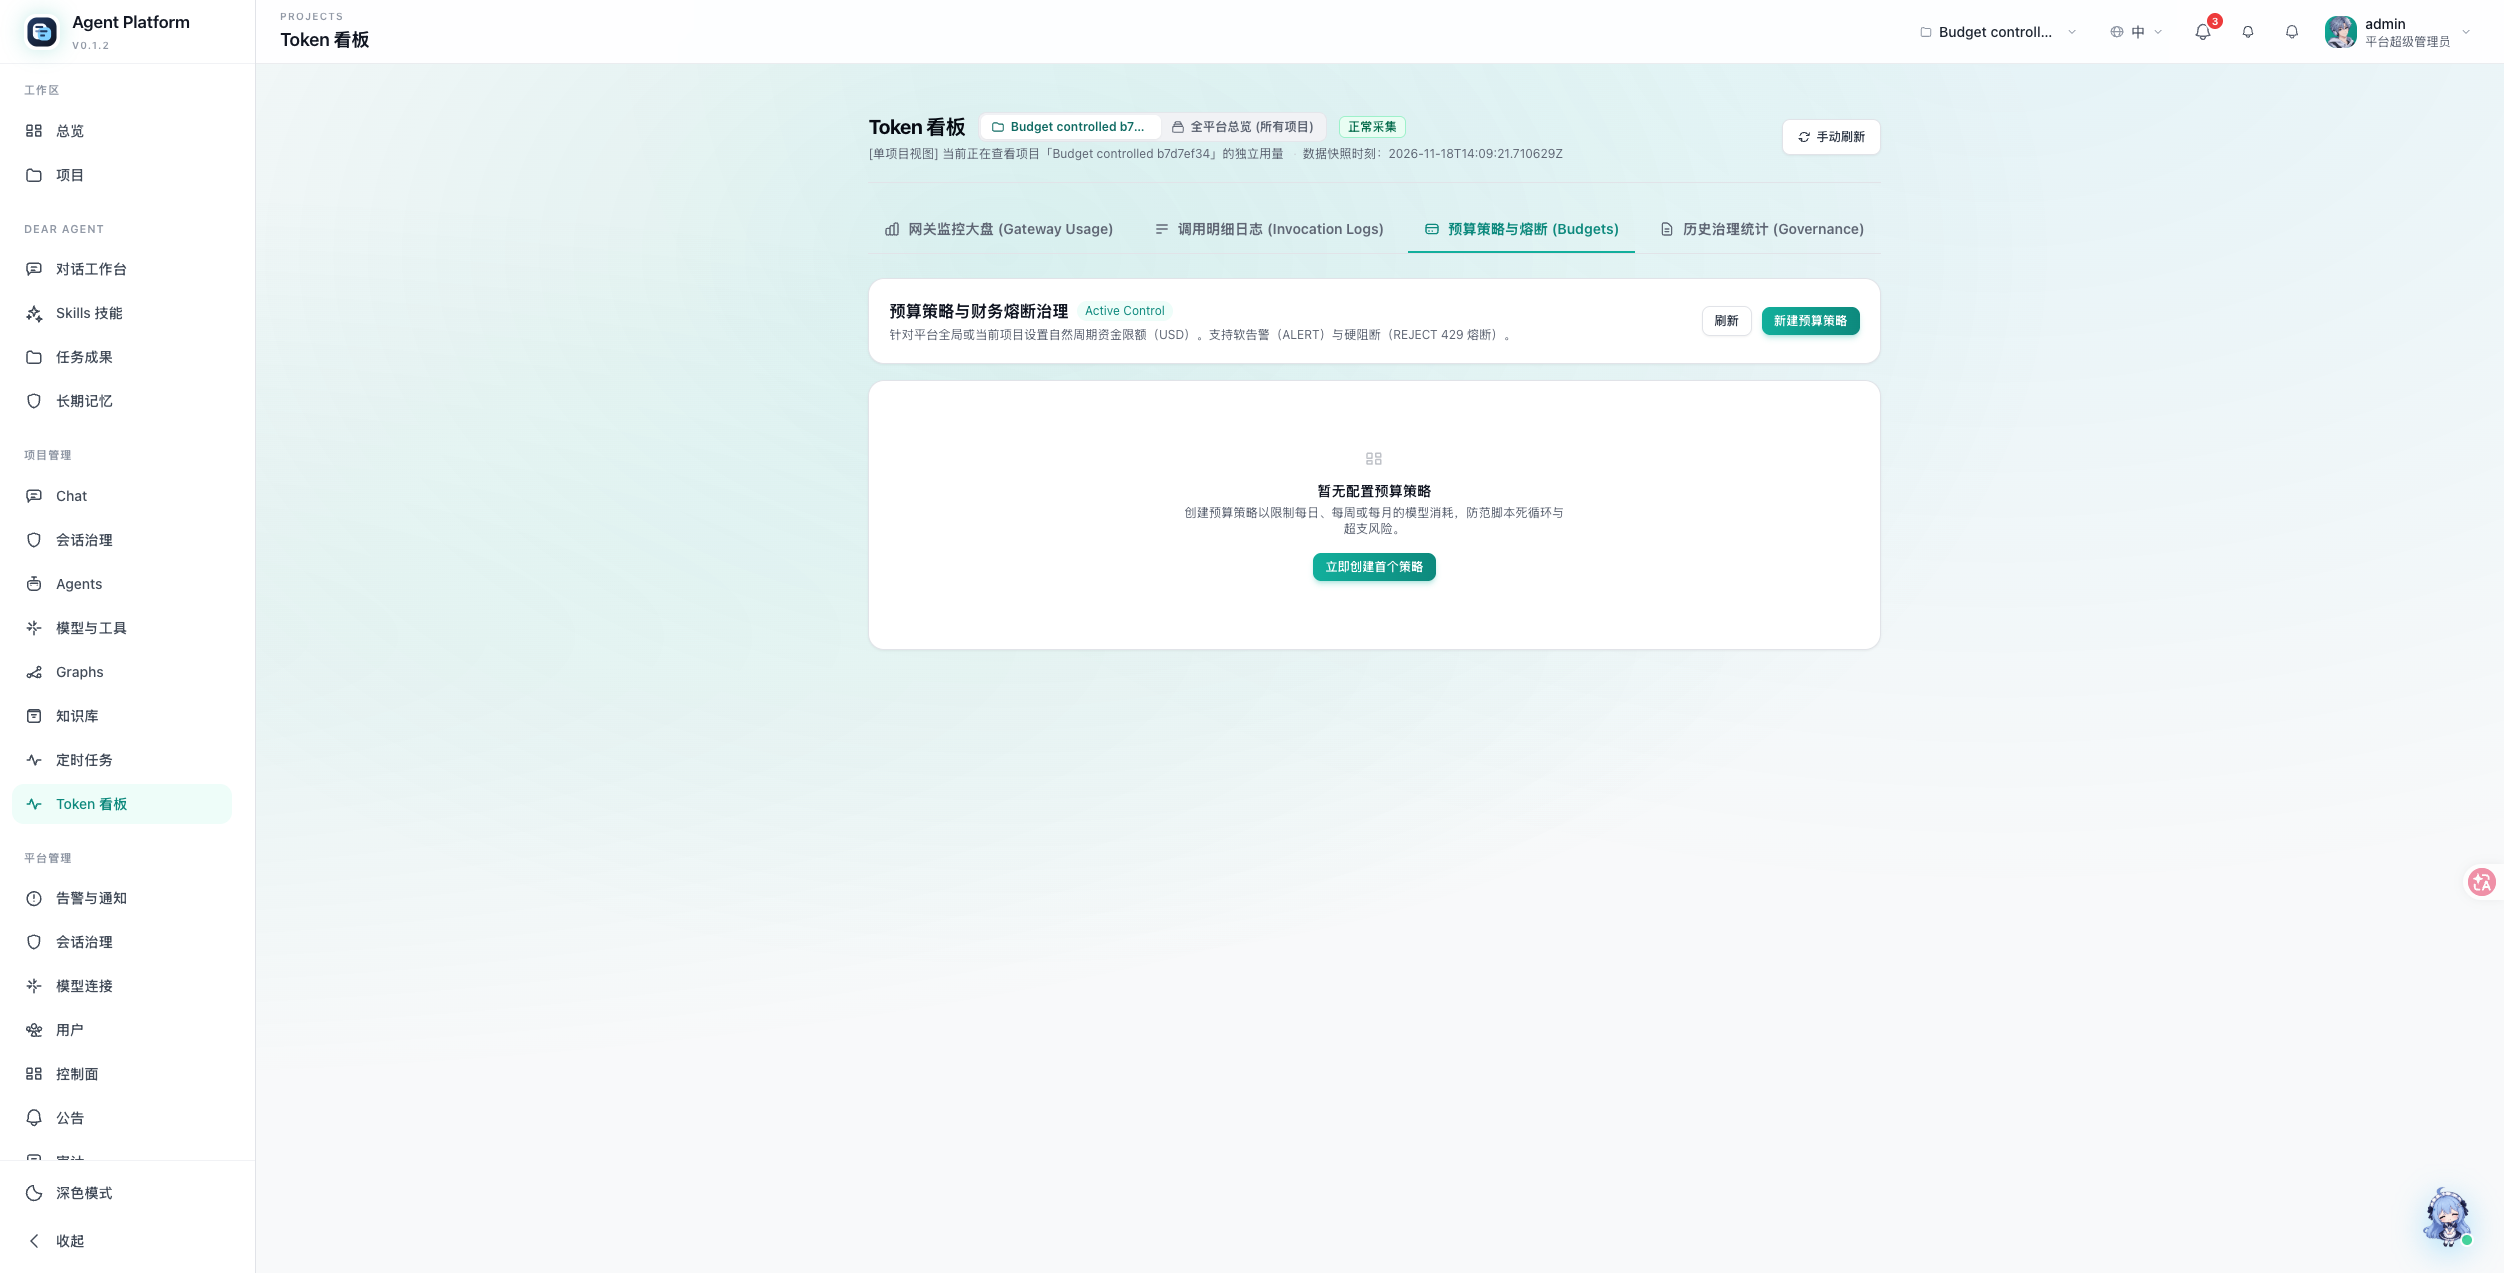 Agent Platform
V0.1.2
工作区
总览
项目
DEAR AGENT
对话工作台
Skills 技能
任务成果
长期记忆
项目管理
Chat
会话治理
Agents
模型与工具
Graphs
知识库
定时任务
Token 看板
平台管理
告警与通知
会话治理
模型连接
用户
控制面
公告
深色模式
收起
PROJECTS
Token 看板
Budget controll...
中
3
admin
平台超级管理员
Token 看板
Budget controlled b7...
全平台总览 (所有项目)
正常采集
[单项目视图] 当前正在查看项目「Budget controlled b7d7ef34」的独立用量 · 数据快照时刻：2026-11-18T14:09:21.710629Z
手动刷新
网关监控大盘 (Gateway Usage)
调用明细日志 (Invocation Logs)
预算策略与熔断 (Budgets)
历史治理统计 (Governance)
预算策略与财务熔断治理
Active Control
针对平台全局或当前项目设置自然周期资金限额（USD）。支持软告警（ALERT）与硬阻断（REJECT 429 熔断）。
刷新
新建预算策略
暂无配置预算策略
创建预算策略以限制每日、每周或每月的模型消耗，防范脚本死循环与
超支风险。
立即创建首个策略